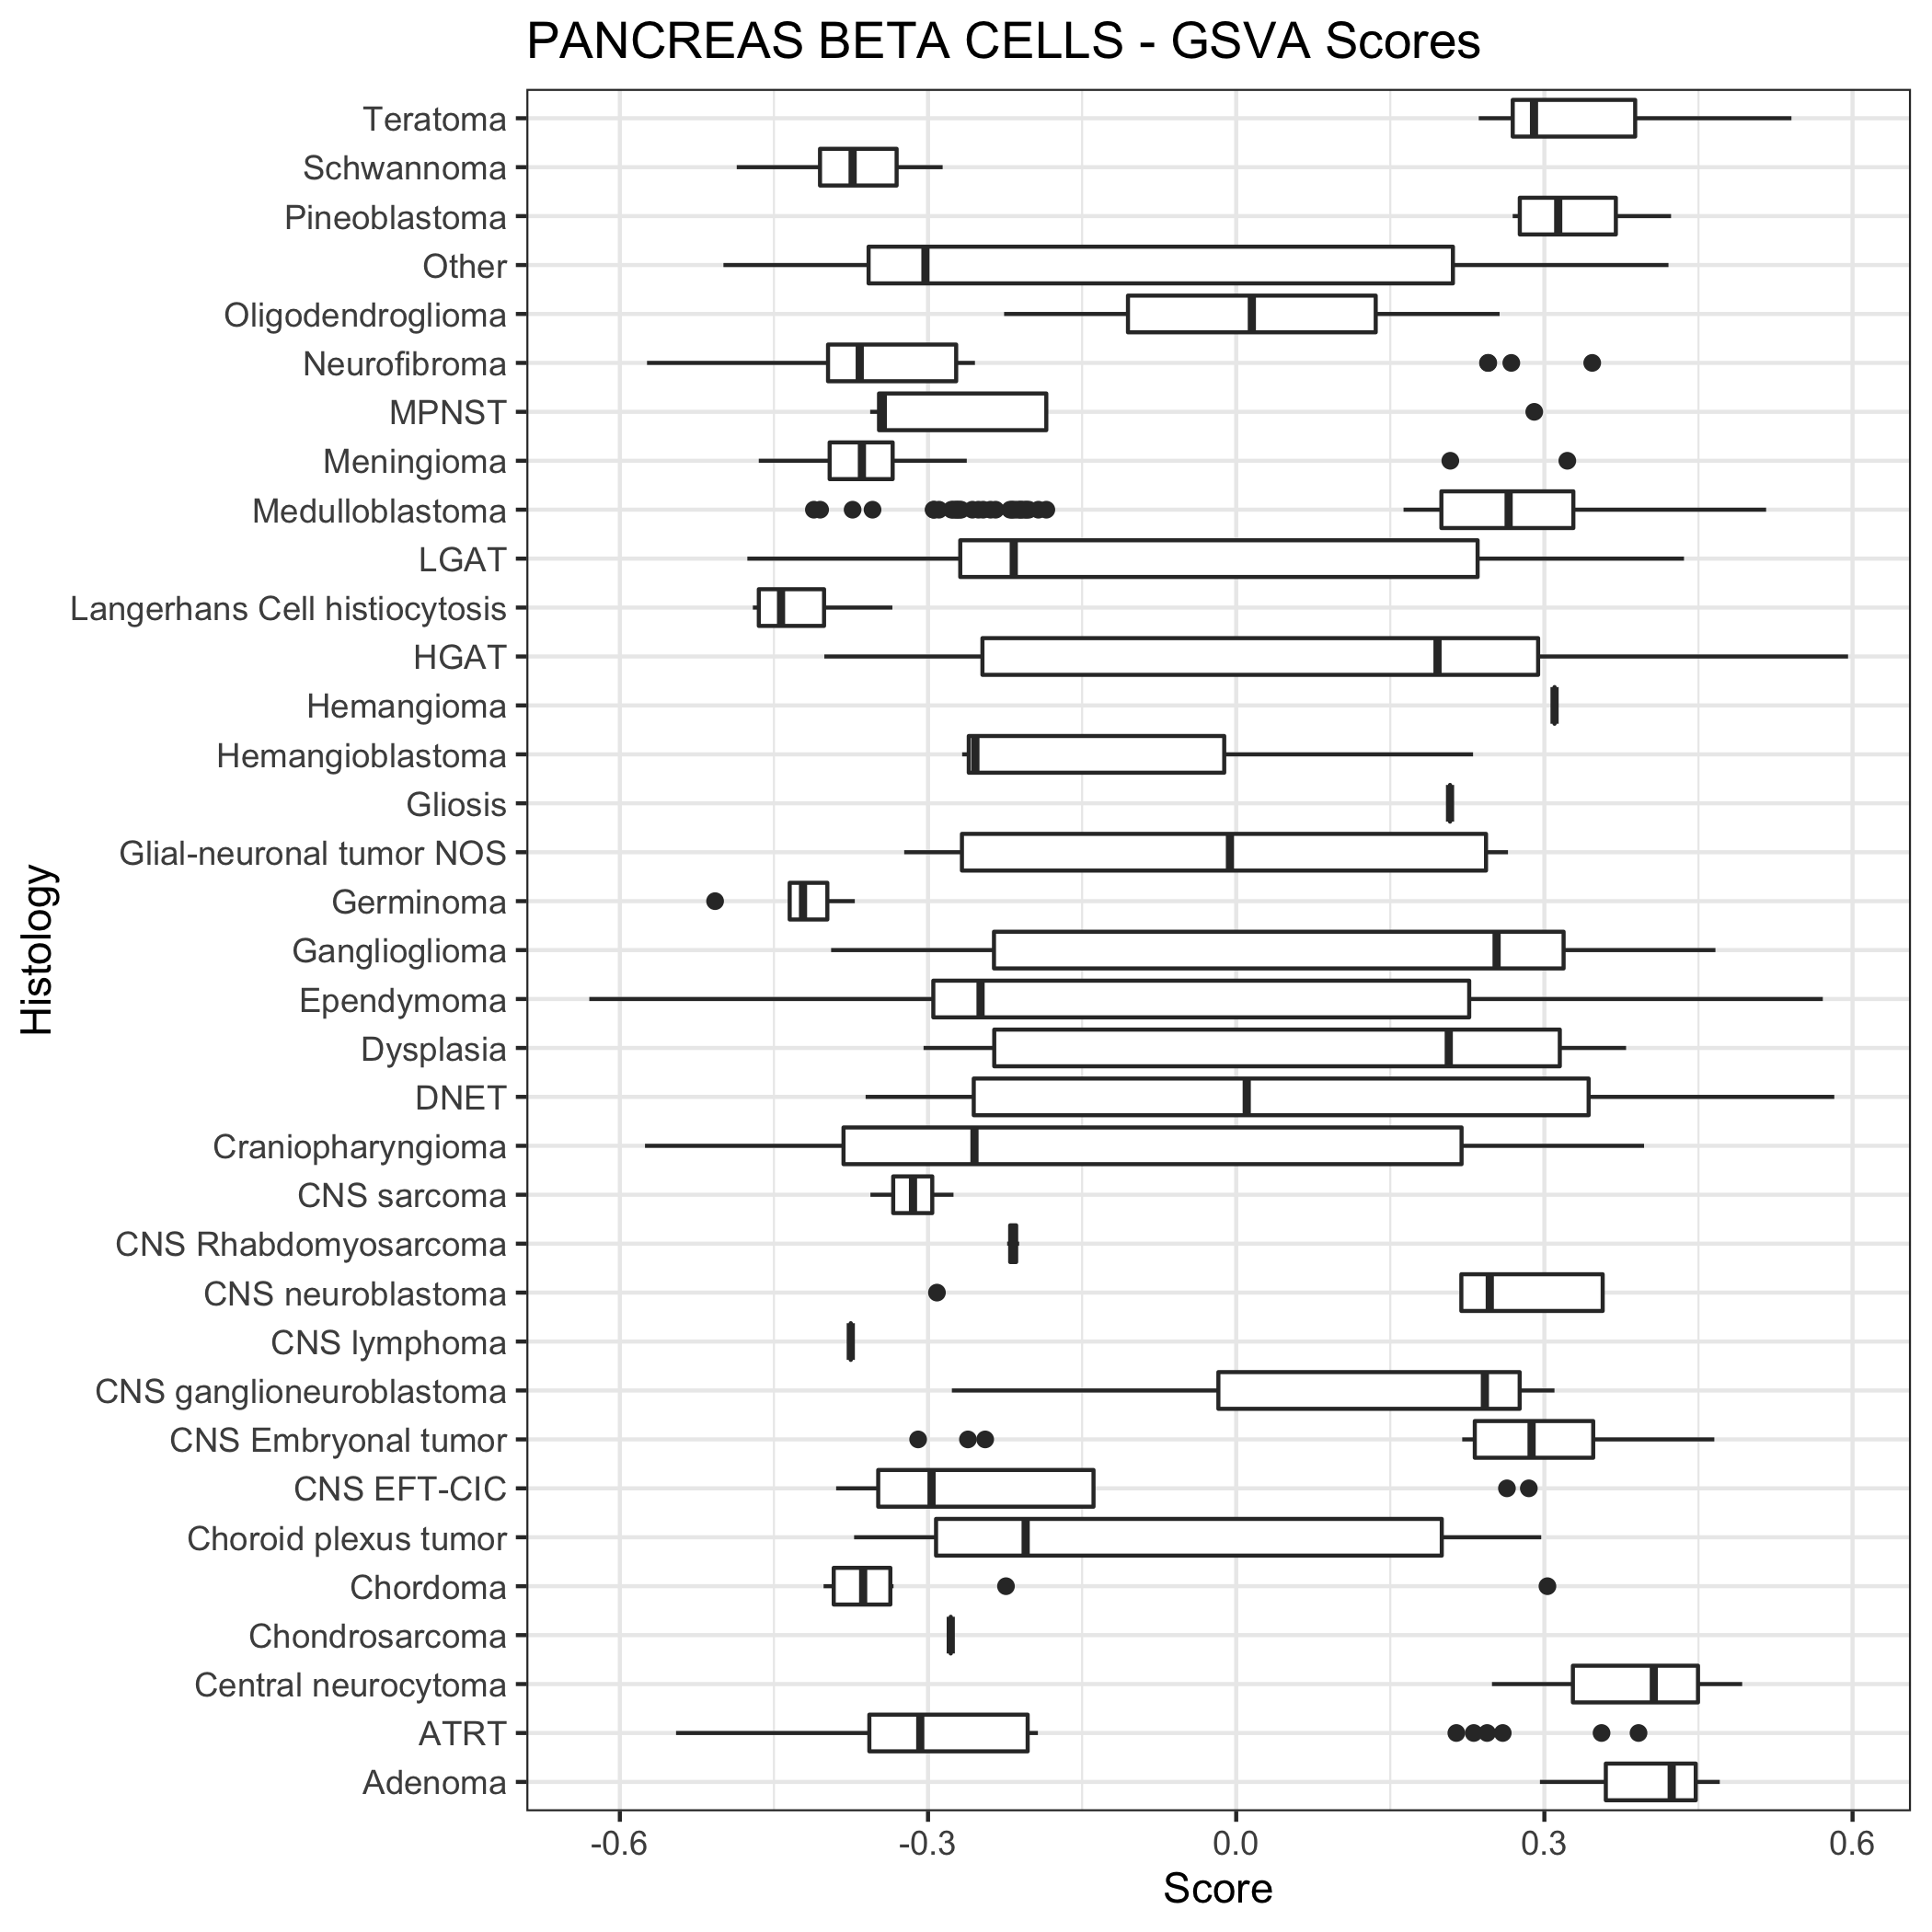 PANCREAS BETA CELLS - GSVA Scores
Teratoma
Schwannoma
Pineoblastoma
Other
Oligodendroglioma
Neurofibroma
MPNST
Meningioma
Medulloblastoma
LGAT
Langerhans Cell histiocytosis
HGAT
Hemangioma
Hemangioblastoma
Gliosis
Glial-neuronal tumor NOS
Germinoma
Ganglioglioma
Ependymoma
Dysplasia
DNET
Craniopharyngioma
CNS sarcoma
CNS Rhabdomyosarcoma
CNS neuroblastoma
CNS lymphoma
CNS ganglioneuroblastoma
CNS Embryonal tumor
CNS EFT-CIC
Choroid plexus tumor
Chordoma
Chondrosarcoma
Central neurocytoma
ATRT
Adenoma
Histology
-0.6 -0.3 0.0 0.3 0.6
Score